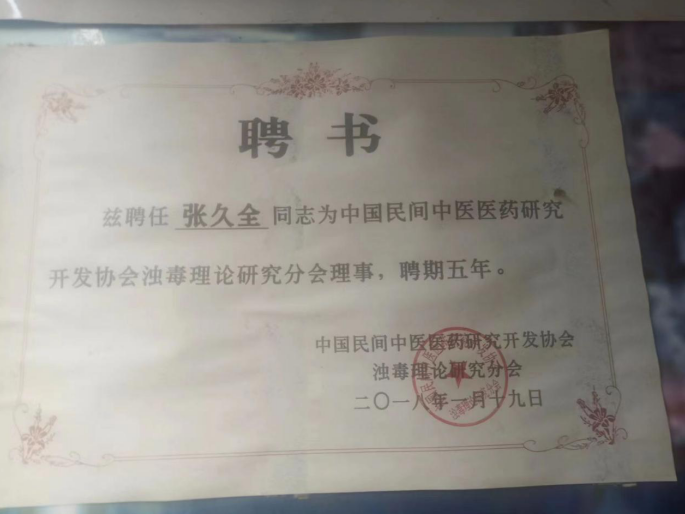 聘书
兹聘任 张久全 同志为中国民间中医医药研究
开发协会浊毒理论研究分会理事，聘期五年。
中国民间中医医药研究开发协会
浊毒理论研究分会
二〇一八年一月十九日